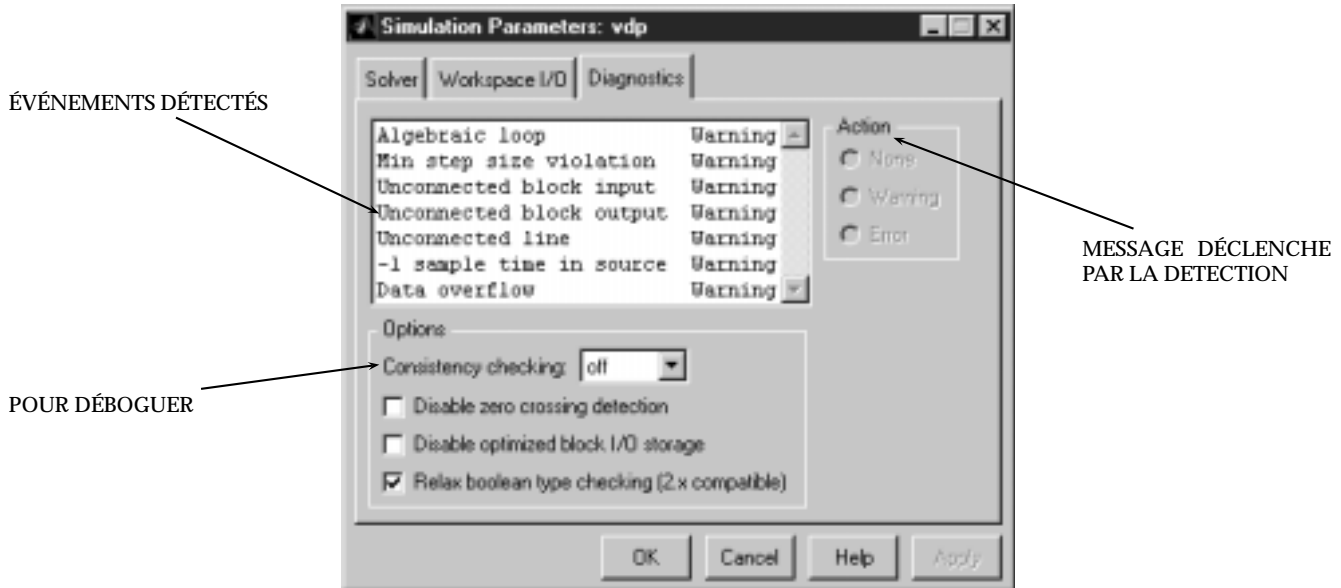 Simulation Parameters: vdp
Solver
Workspace I/O
Diagnostics
ÉVÉNEMENTS DÉTECTÉS
Algebraic loop Warning
Min step size violation Warning
Unconnected block input Warning
Unconnected block output Warning
Unconnected line Warning
-1 sample time in source Warning
Data overflow Warning
Action
None
Warning
Error
MESSAGE DÉCLENCHE
PAR LA DETECTION
Options
Consistency checking: off
POUR DÉBOGUER
Disable zero crossing detection
Disable optimized block I/O storage
Relax boolean type checking (2.x compatible)
OK
Cancel
Help
Apply